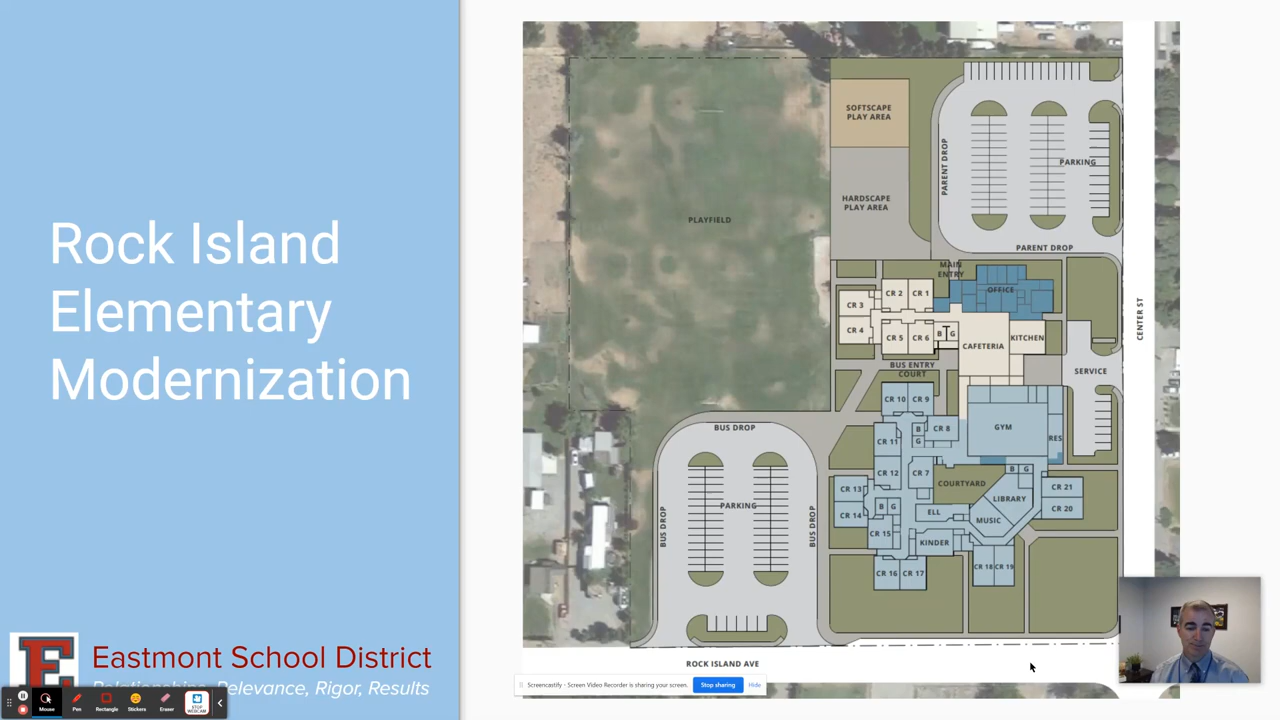 Rock Island
Elementary
Modernization
E
Eastmont School District
Relationships, Relevance, Rigor, Results
Mouse
Pen
Rectangle
Stickers
Eraser
STOP
WEBCAM
SOFTSCAPE
PLAY AREA
HARDSCAPE
PLAY AREA
PLAYFIELD
PARENT DROP
PARKING
PARENT DROP
MAIN
ENTRY
OFFICE
CR 2
CR 1
CR 3
CR 4
CR 5
CR 6
B
G
CAFETERIA
KITCHEN
CENTER ST
BUS ENTRY
COURT
SERVICE
CR 10
CR 9
CR 8
B
G
GYM
RES
CR 11
CR 12
CR 7
COURTYARD
B
G
LIBRARY
CR 21
CR 20
CR 13
CR 14
B
G
ELL
MUSIC
CR 15
KINDER
CR 16
CR 17
CR 18
CR 19
BUS DROP
PARKING
BUS DROP
BUS DROP
ROCK ISLAND AVE
Screencastify - Screen Video Recorder is sharing your screen.
Stop sharing
Hide